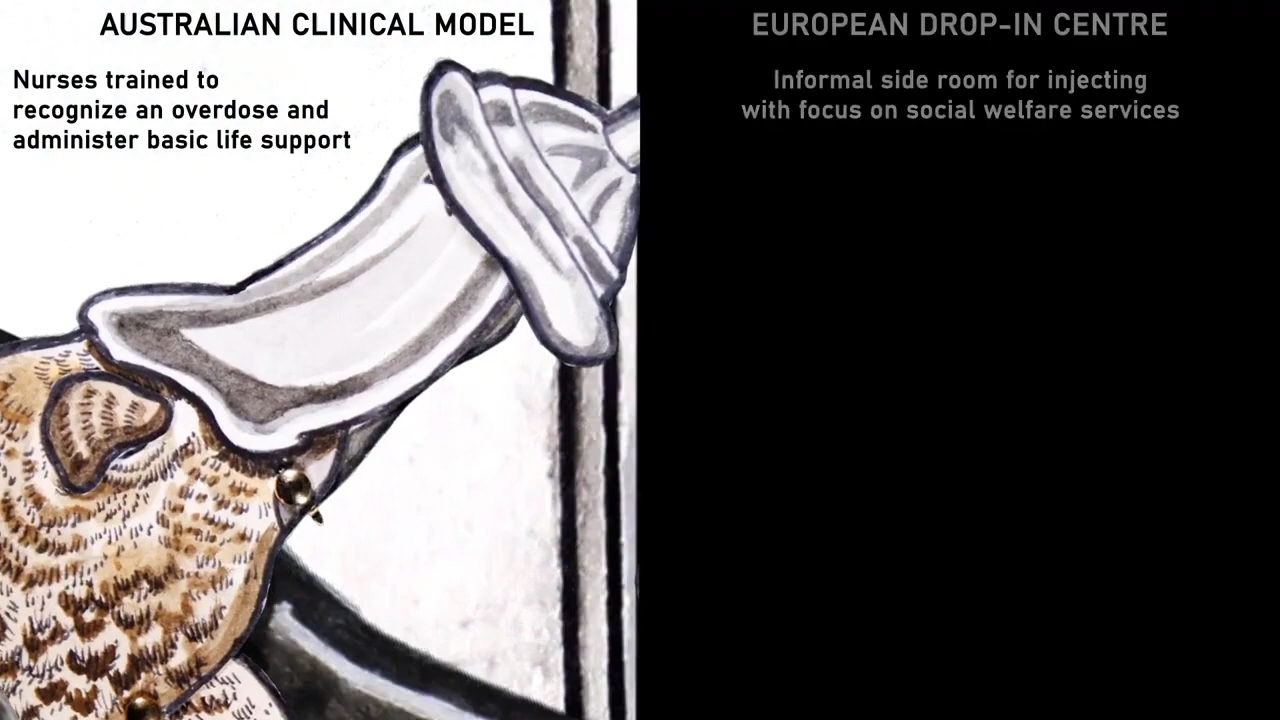 AUSTRALIAN CLINICAL MODEL
Nurses trained to
recognize an overdose and
administer basic life support
EUROPEAN DROP-IN CENTRE
Informal side room for injecting
with focus on social welfare services